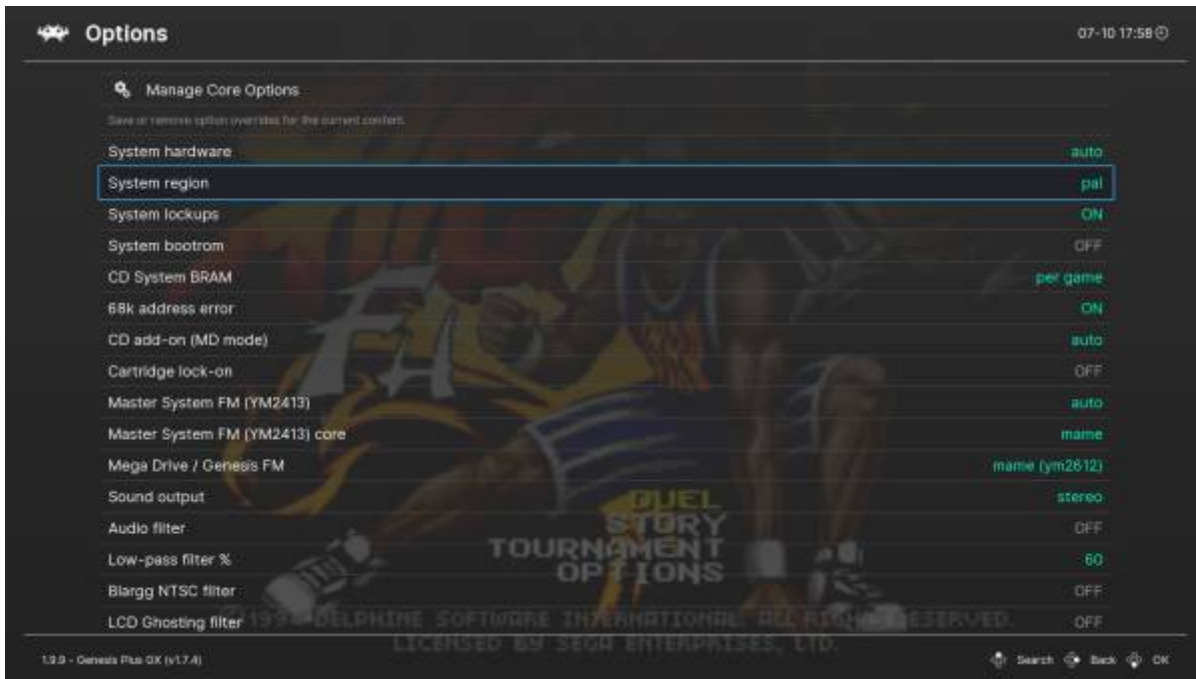 Options
07-10 17:58
Manage Core Options
Save or remove option overrides for the current content.
System hardware auto
System region pal
System lockups ON
System bootrom OFF
CD System BRAM per game
68k address error ON
CD add-on (MD mode) auto
Cartridge lock-on OFF
Master System FM (YM2413) auto
Master System FM (YM2413) core mame
Mega Drive / Genesis FM mame (ym2612)
Sound output stereo
DUEL
Audio filter OFF
STORY
TOURNAMENT
Low-pass filter % 60
OPTIONS
Blargg NTSC filter OFF
LCD Ghosting filter OFF
DELPHINE SOFTWARE INTERNATIONAL. ALL RIGHTS RESERVED.
LICENSED BY SEGA ENTERPRISES, LTD.
1.9.9 - Genesis Plus GX (v1.7.4)
Search Back OK